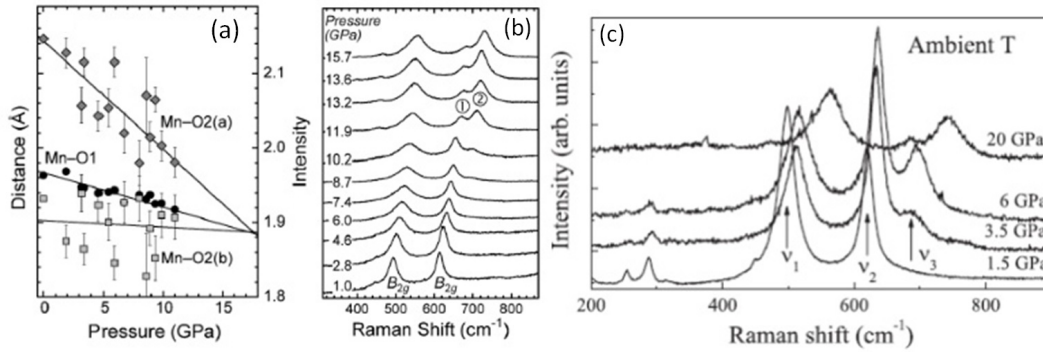 (a)
Distance (Å)
2.1
2.0
1.9
1.8
Mn–O2(a)
Mn–O1
Mn–O2(b)
0
5
10
15
Pressure (GPa)
(b)
Pressure
(GPa)
15.7
13.6
13.2
11.9
10.2
8.7
7.4
6.0
4.6
2.8
1.0
① ②
B2g B2g
Intensity
400 500 600 700 800
Raman Shift (cm-1)
(c)
Ambient T
20 GPa
6 GPa
3.5 GPa
1.5 GPa
ν1 ν2 ν3
Intensity (arb. units)
200 400 600 800
Raman shift (cm-1)